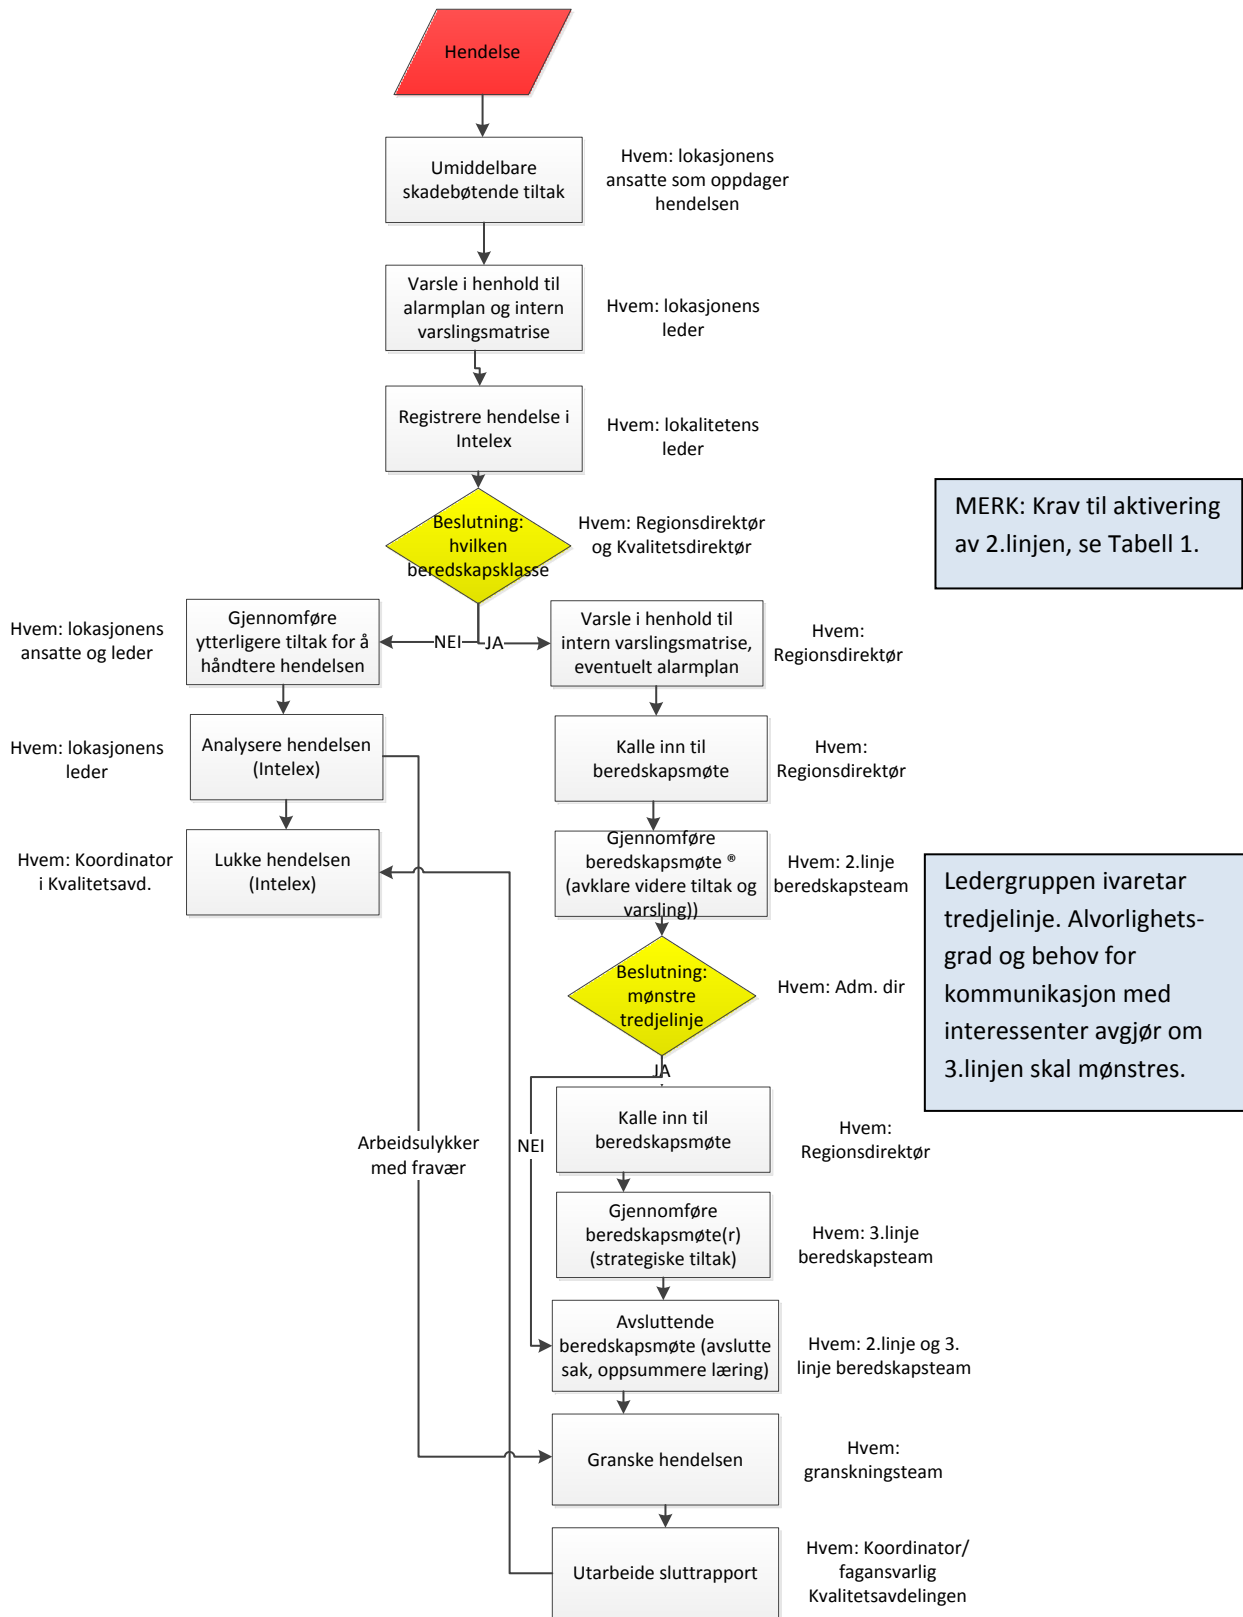 Hendelse
Umiddelbare
skadebøtende tiltak
Hvem: lokasjonens
ansatte som oppdager
hendelsen
Varsle i henhold til
alarmplan og intern
varslingsmatrise
Hvem: lokasjonens
leder
Registrere hendelse i
Intelex
Hvem: lokalitetens
leder
Beslutning:
hvilken
beredskapsklasse
Hvem: Regionsdirektør
og Kvalitetsdirektør
MERK: Krav til aktivering
av 2.linjen, se Tabell 1.
NEI
JA
Hvem: lokasjonens
ansatte og leder
Gjennomføre
ytterligere tiltak for å
håndtere hendelsen
Varsle i henhold til
intern varslingsmatrise,
eventuelt alarmplan
Hvem:
Regionsdirektør
Hvem: lokasjonens
leder
Analysere hendelsen
(Intelex)
Kalle inn til
beredskapsmøte
Hvem:
Regionsdirektør
Hvem: Koordinator
i Kvalitetsavd.
Lukke hendelsen
(Intelex)
Gjennomføre
beredskapsmøte ®
(avklare videre tiltak og
varsling))
Hvem: 2.linje
beredskapsteam
Ledergruppen ivaretar
tredjelinje. Alvorlighets-
grad og behov for
kommunikasjon med
interessenter avgjør om
3.linjen skal mønstres.
Beslutning:
mønstre
tredjelinje
Hvem: Adm. dir
JA
NEI
Arbeidsulykker
med fravær
Kalle inn til
beredskapsmøte
Hvem:
Regionsdirektør
Gjennomføre
beredskapsmøte(r)
(strategiske tiltak)
Hvem: 3.linje
beredskapsteam
Avsluttende
beredskapsmøte (avslutte
sak, oppsummere læring)
Hvem: 2.linje og 3.
linje beredskapsteam
Granske hendelsen
Hvem:
granskningsteam
Utarbeide sluttrapport
Hvem: Koordinator/
fagansvarlig
Kvalitetsavdelingen